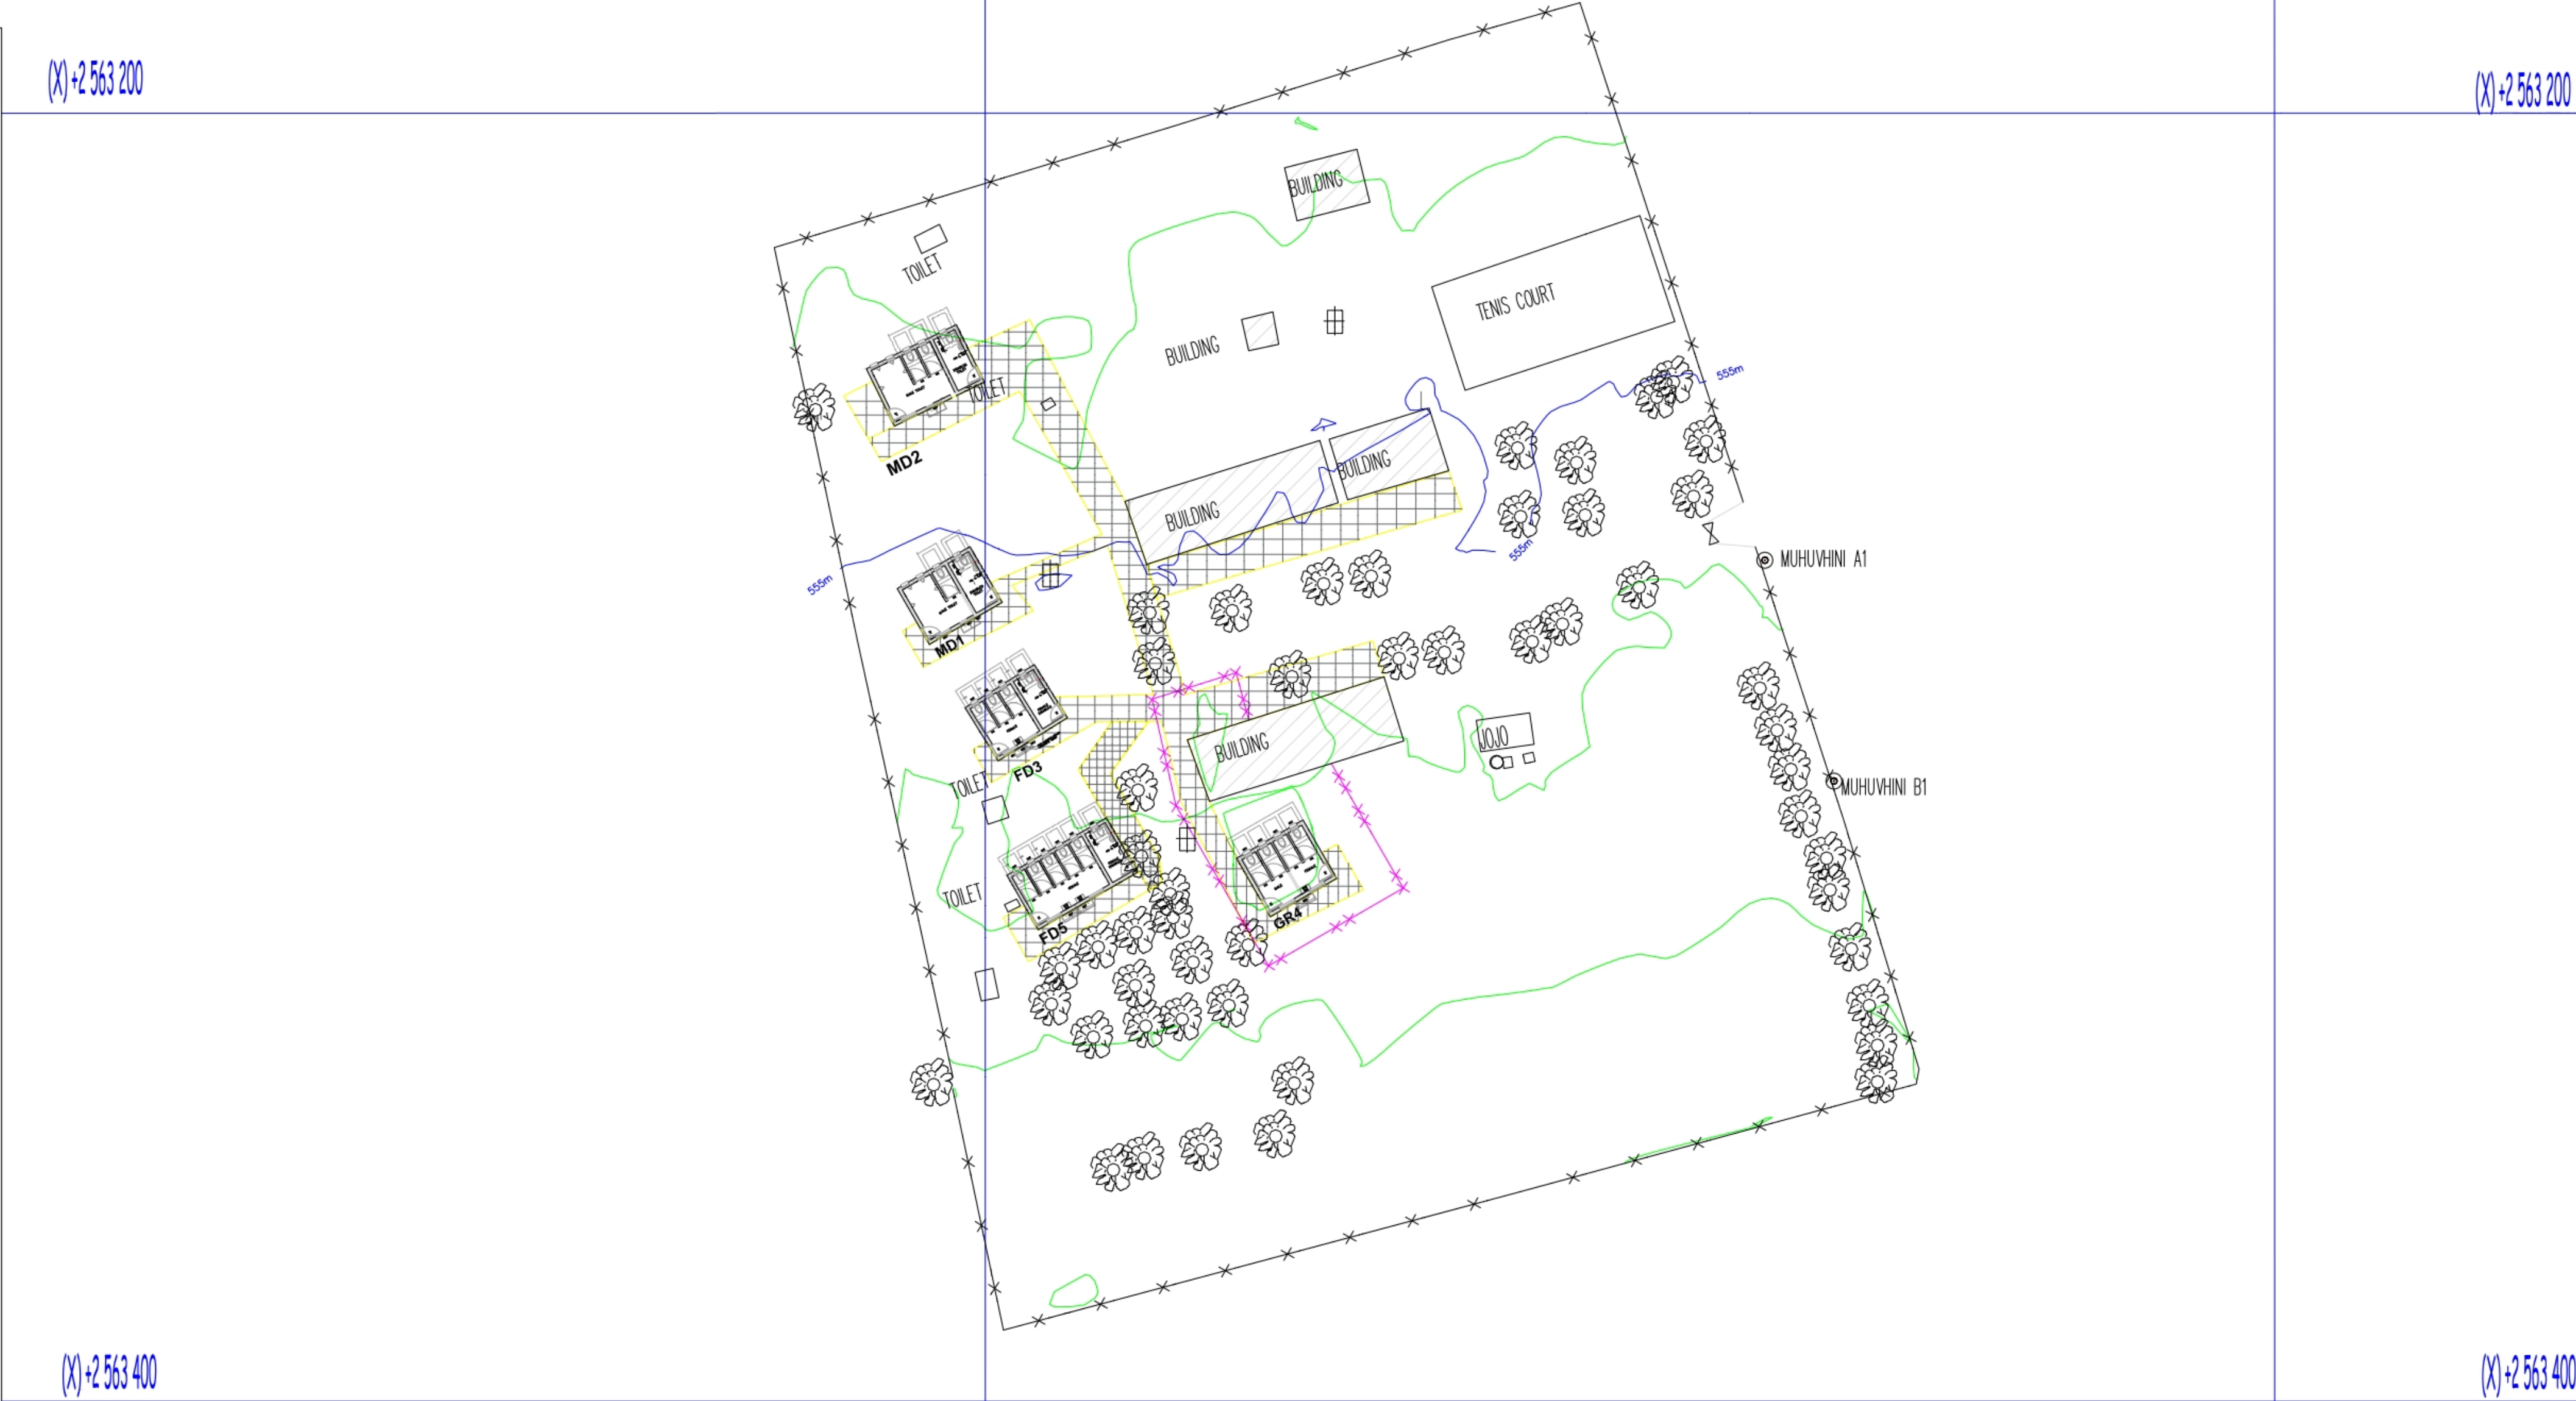 (X) +2 563 200
(X) +2 563 200
BUILDING
TOILET
TENIS COURT
BUILDING
555m
TOILET
MD2
BUILDING
BUILDING
555m
555m
MUHUVHINI A1
MD1
BUILDING
JOJO
FD3
TOILET
MUHUVHINI B1
TOILET
GR4
FD5
(X) +2 563 400
(X) +2 563 400